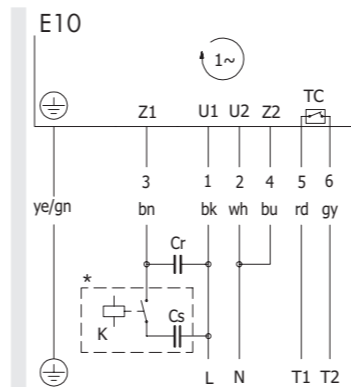 E10
1~
TC
Z1 U1 U2 Z2
3 1 2 4 5 6
ye/gn bn bk wh bu rd gy
Cr
*
Cs
K
L N T1 T2